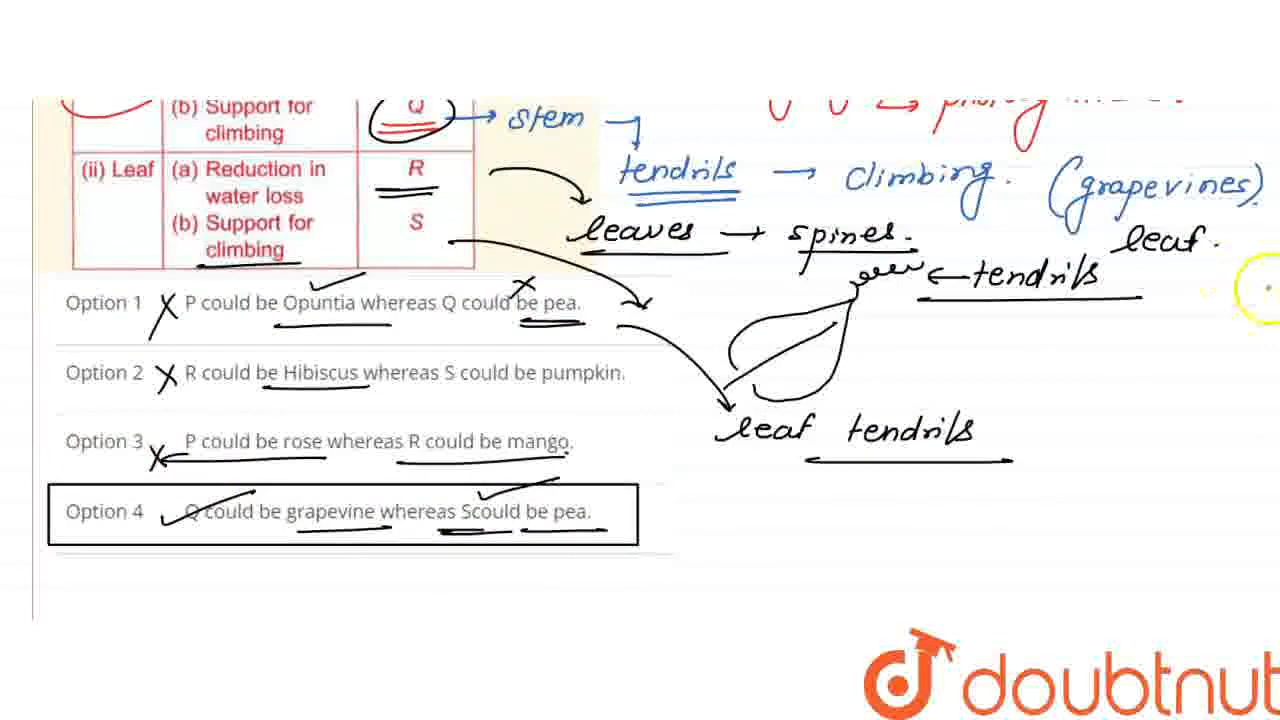 (b) Support for Q
climbing
stem
tendrils → climbing. (grapevines).
(ii) Leaf (a) Reduction in R
water loss
(b) Support for S
climbing
leaves → spines.
leaf.
← tendrils
Option 1 P could be Opuntia whereas Q could be pea.
Option 2 R could be Hibiscus whereas S could be pumpkin.
Option 3 P could be rose whereas R could be mango.
leaf tendrils
Option 4 Q could be grapevine whereas Scould be pea.
doubtnut